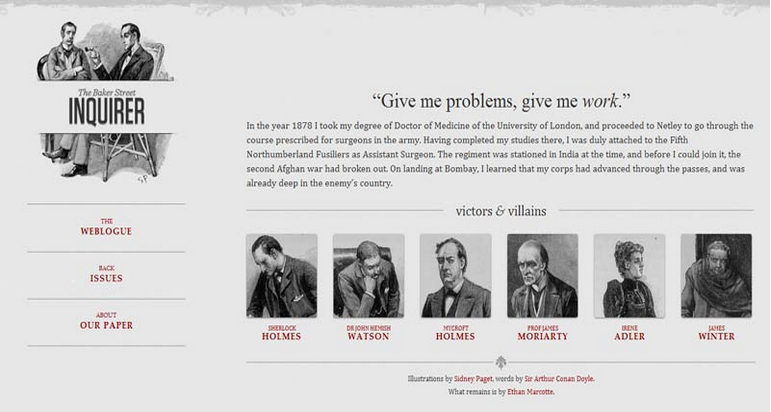 The Baker Street
INQUIRER
THE
WEBLOGUE
BACK
ISSUES
ABOUT
OUR PAPER
“Give me problems, give me work.”
In the year 1878 I took my degree of Doctor of Medicine of the University of London, and proceeded to Netley to go through the
course prescribed for surgeons in the army. Having completed my studies there, I was duly attached to the Fifth
Northumberland Fusiliers as Assistant Surgeon. The regiment was stationed in India at the time, and before I could join it, the
second Afghan war had broken out. On landing at Bombay, I learned that my corps had advanced through the passes, and was
already deep in the enemy’s country.
victors & villains
SHERLOCK
HOLMES
DR JOHN HEMISH
WATSON
MYCROFT
HOLMES
PROF JAMES
MORIARTY
IRENE
ADLER
JAMES
WINTER
Illustrations by Sidney Paget, words by Sir Arthur Conan Doyle.
What remains is by Ethan Marcotte.